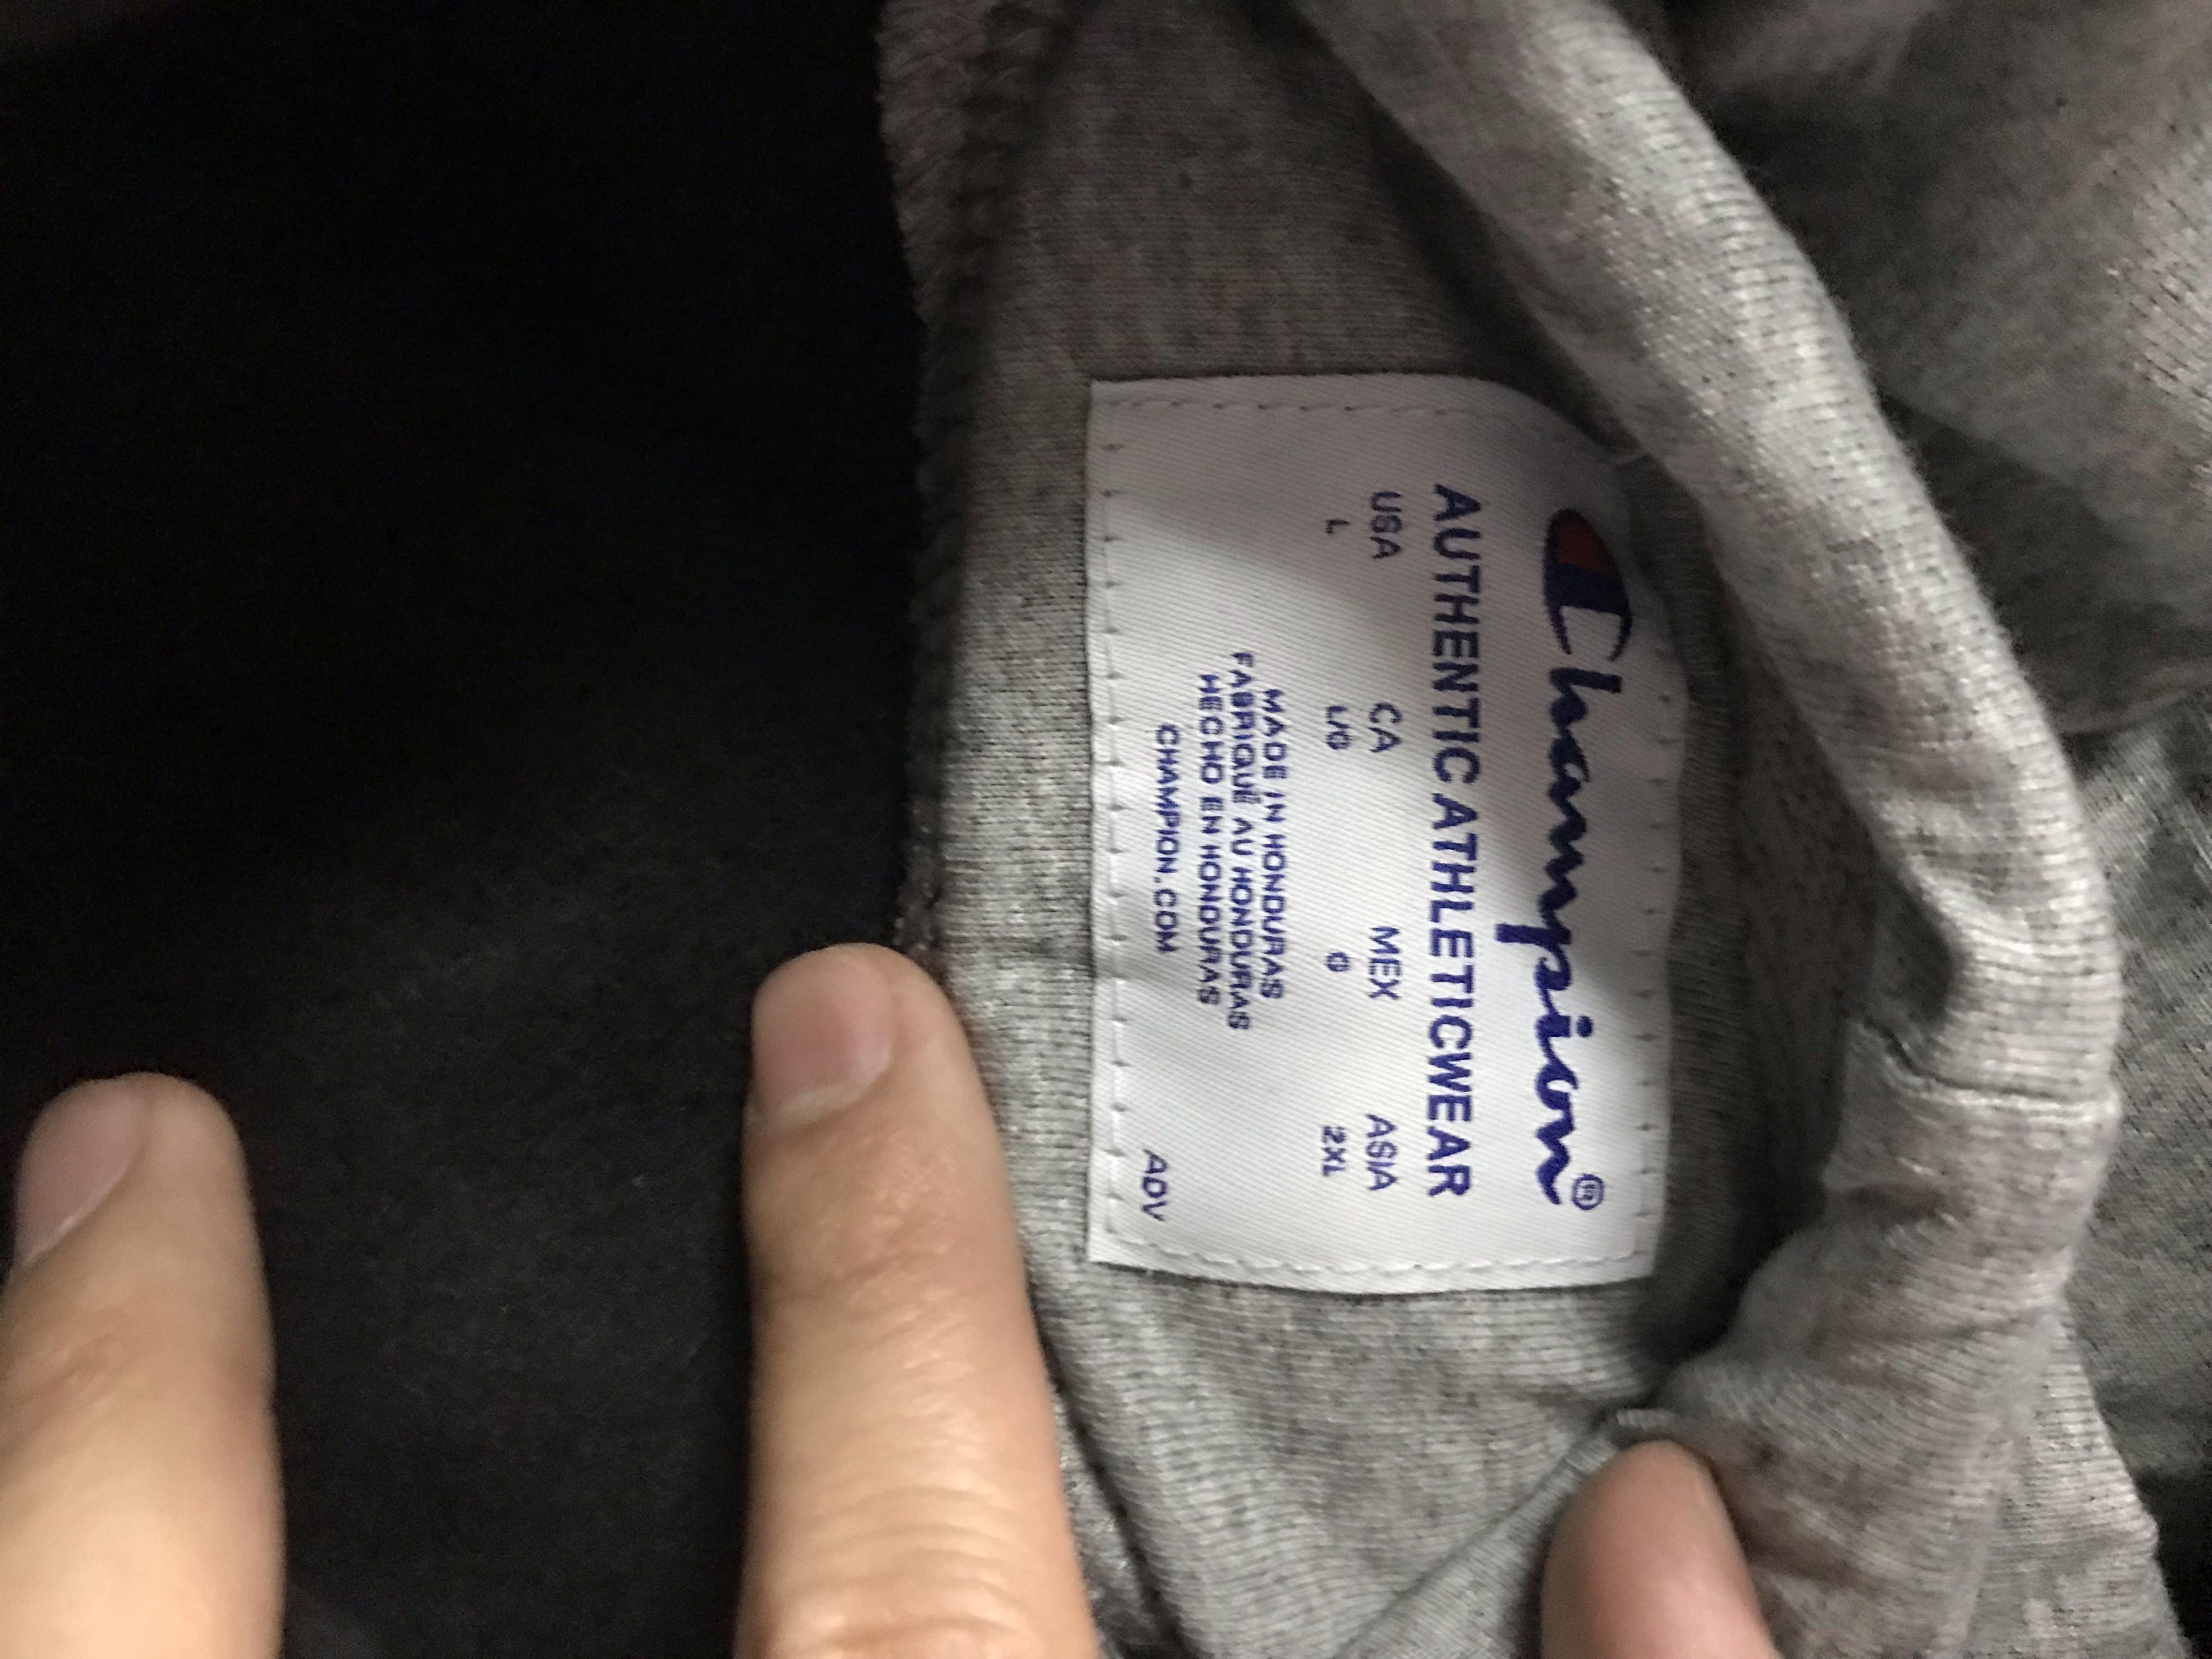 Champion®
AUTHENTIC ATHLETICWEAR
USA CA MEX ASIA
L L/G G 2XL
MADE IN HONDURAS
FABRIQUÉ AU HONDURAS
HECHO EN HONDURAS
CHAMPION.COM
ADV